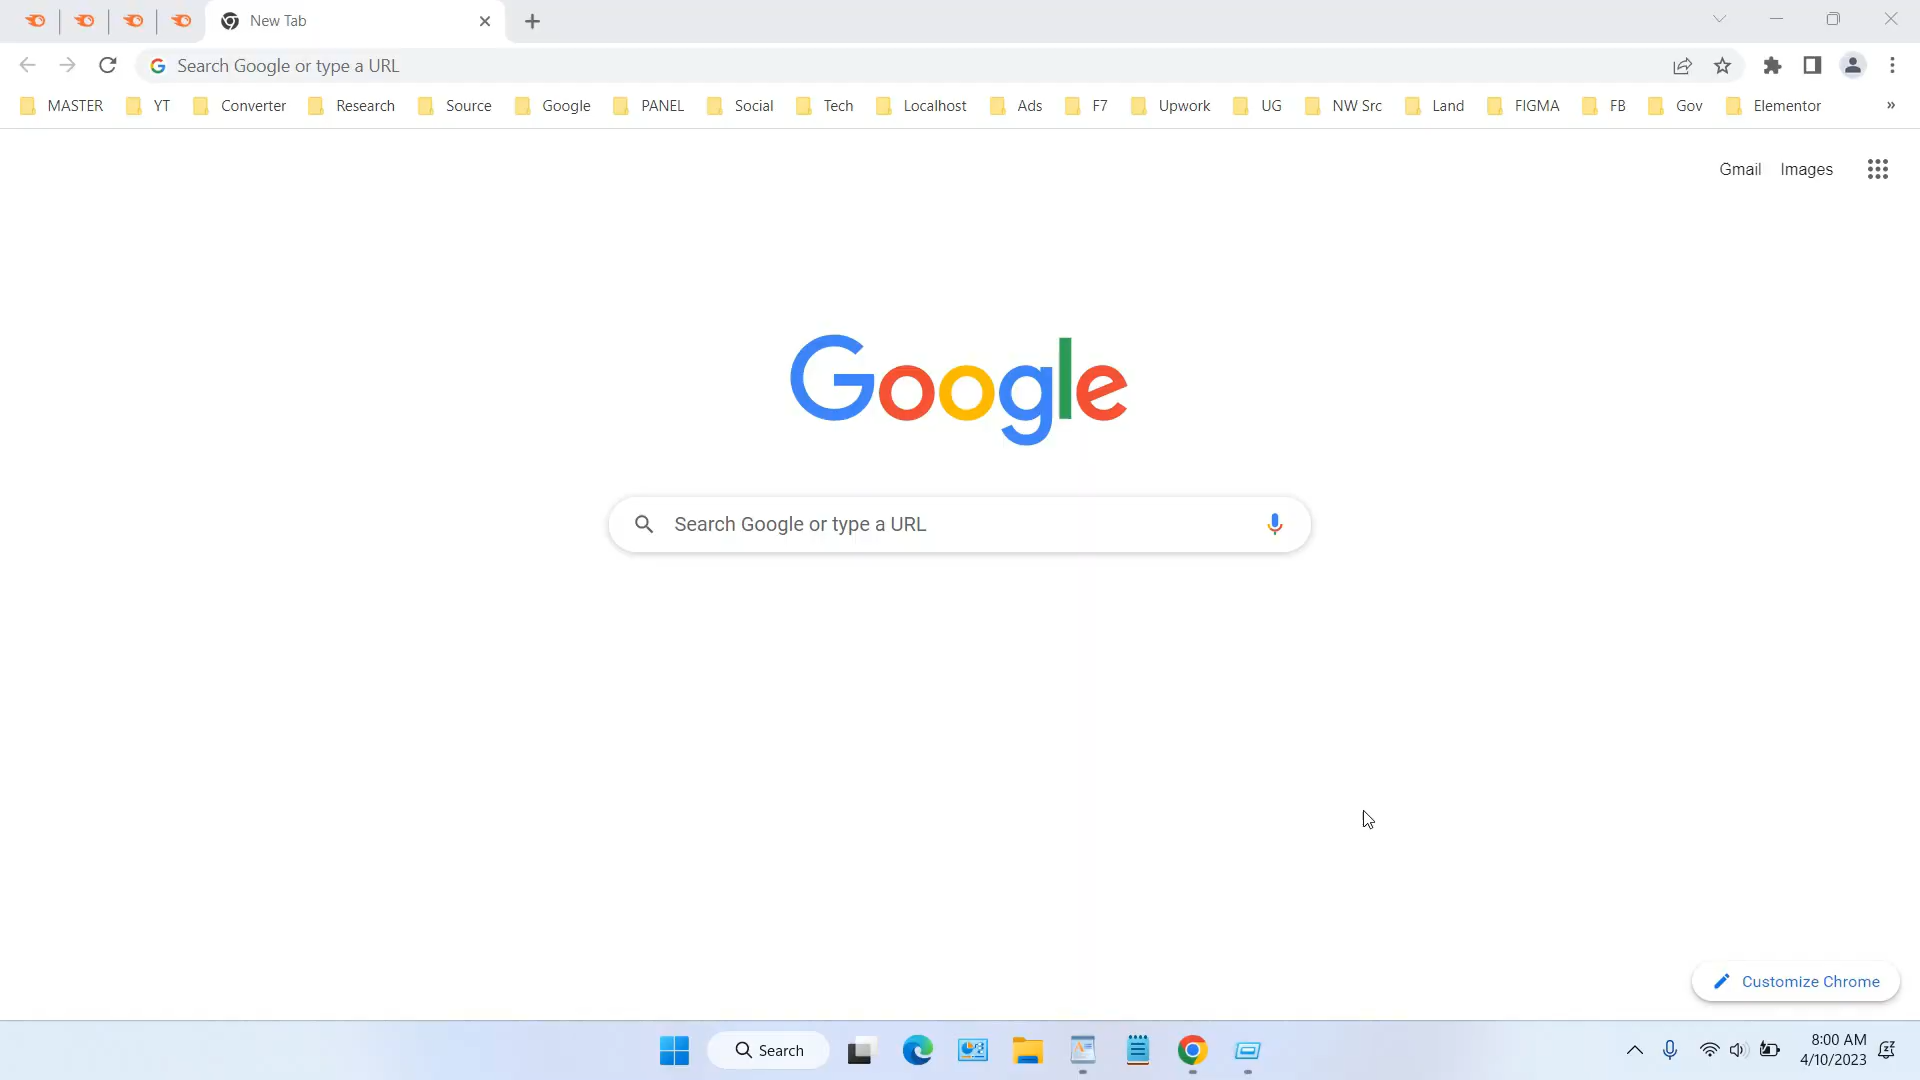 New Tab
Search Google or type a URL
MASTER YT Converter Research Source Google PANEL Social Tech Localhost Ads F7 Upwork UG NW Src Land FIGMA FB Gov Elementor »
Gmail Images
Google
Search Google or type a URL
Customize Chrome
Search
8:00 AM
4/10/2023